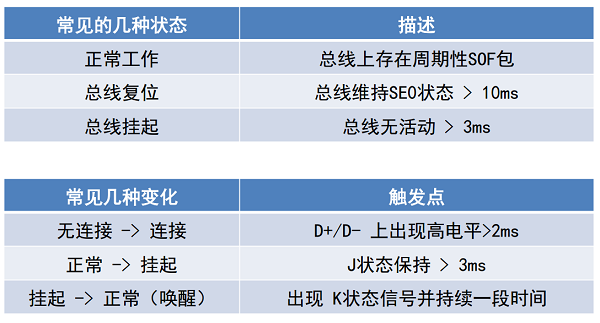 常见的几种状态 描述
正常工作 总线上存在周期性SOF包
总线复位 总线维持SEO状态 > 10ms
总线挂起 总线无活动 > 3ms
常见几种变化 触发点
无连接 -> 连接 D+/D- 上出现高电平>2ms
正常 -> 挂起 J状态保持 > 3ms
挂起 -> 正常（唤醒） 出现 K状态信号并持续一段时间